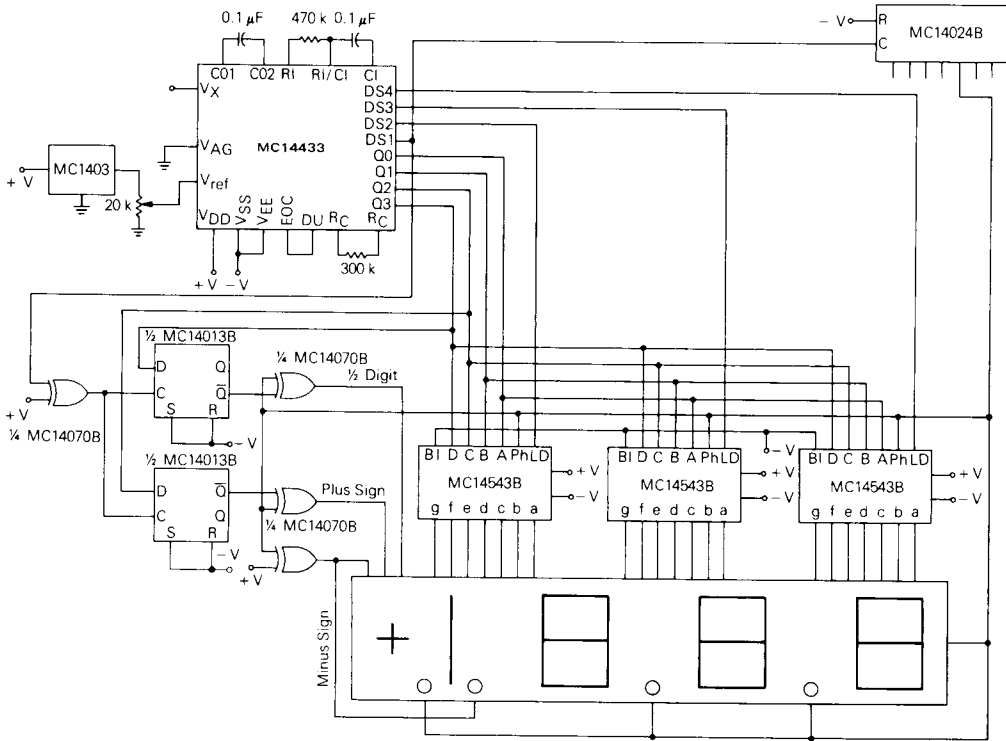 0.1 µF 470 k 0.1 µF
– V
R
C
MC14024B
C01 C02 RI RI/CI CI
DS4
DS3
DS2
DS1
Q0
Q1
Q2
Q3
VX
VAG
Vref
VDD
VSS
VEE
EOC
DU
RC
RC
MC14433
MC1403
+ V
20 k
300 k
+ V – V
½ MC14013B
D Q
C Q̅
S R
– V
+ V
¼ MC14070B
¼ MC14070B
½ Digit
½ MC14013B
D Q̅
C Q
S R
– V
Plus Sign
¼ MC14070B
+ V
Minus Sign
BI D C B A Ph LD
MC14543B
g f e d c b a
+ V
– V
BI D C B A Ph LD
MC14543B
g f e d c b a
– V
+ V
– V
BI D C B A Ph LD
MC14543B
g f e d c b a
+ V
– V